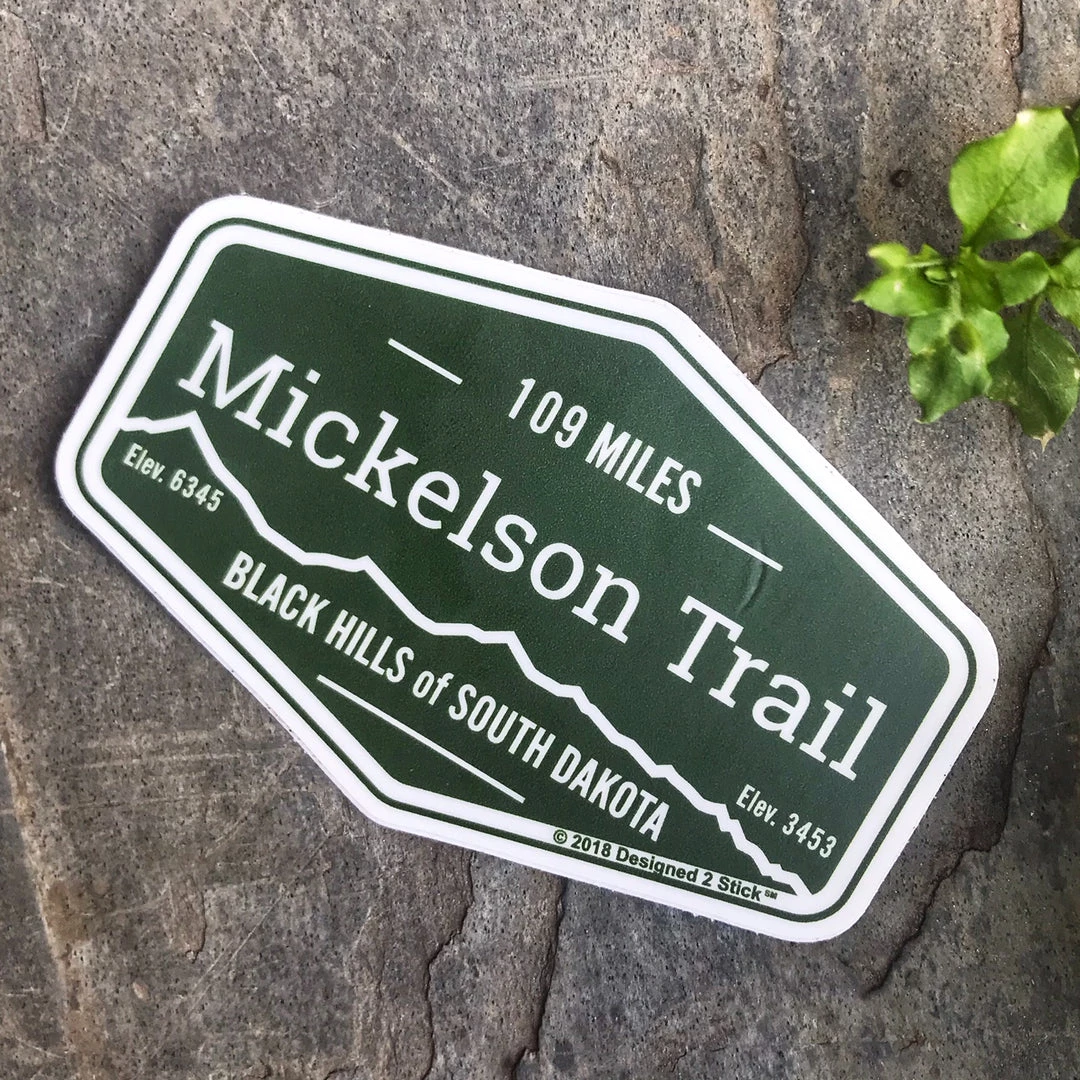 109 MILES
Mickelson Trail
Elev. 6345
BLACK HILLS of SOUTH DAKOTA
Elev. 3453
© 2018 Designed 2 Stick℠